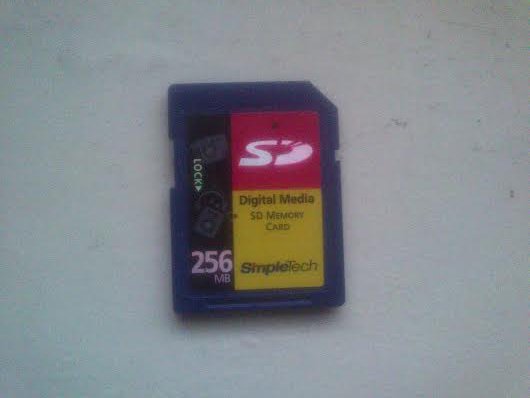 SD
LOCK
Digital Media
SD MEMORY
CARD
256
MB
SimpleTech